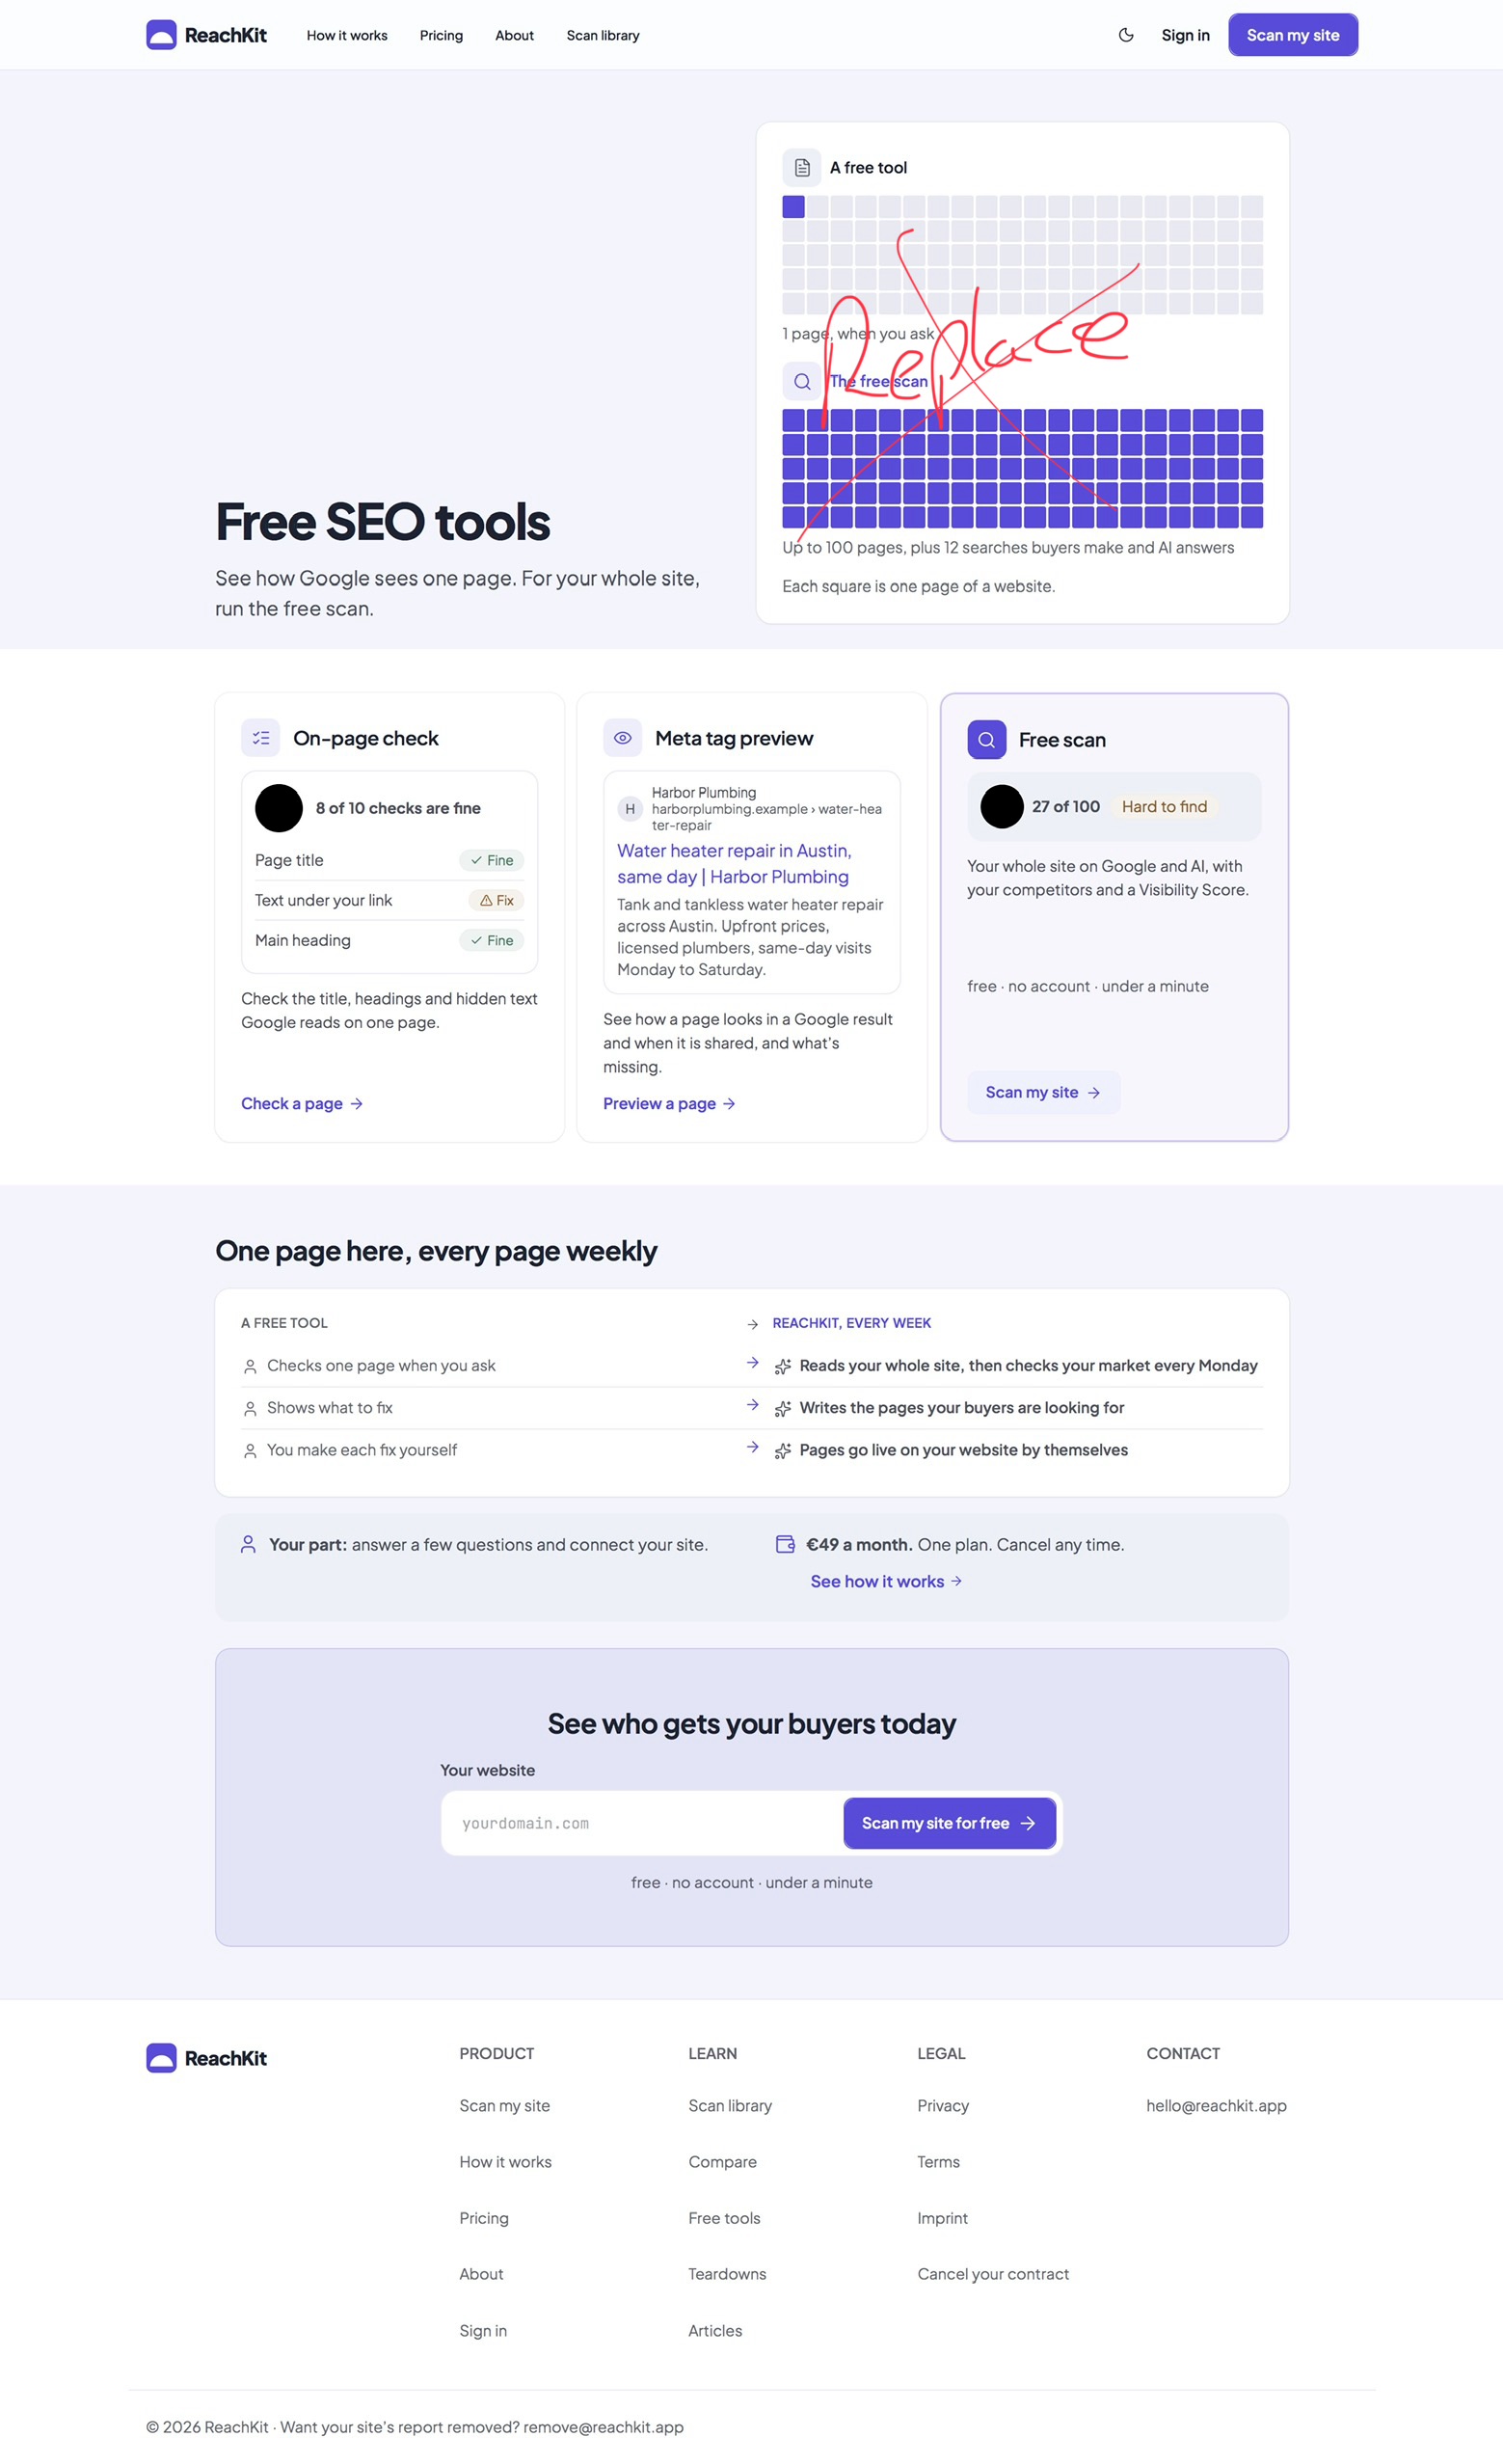 ReachKit How it works Pricing About Scan library Sign in Scan my site
A free tool
1 page, when you ask
Replace
The free scan
Up to 100 pages, plus 12 searches buyers make and AI answers
Each square is one page of a website.
Free SEO tools
See how Google sees one page. For your whole site,
run the free scan.
On-page check
8 of 10 checks are fine
Page title Fine
Text under your link Fix
Main heading Fine
Check the title, headings and hidden text
Google reads on one page.
Check a page →
Meta tag preview
H
Harbor Plumbing
harborplumbing.example › water-hea
ter-repair
Water heater repair in Austin,
same day | Harbor Plumbing
Tank and tankless water heater repair
across Austin. Upfront prices,
licensed plumbers, same-day visits
Monday to Saturday.
See how a page looks in a Google result
and when it is shared, and what's
missing.
Preview a page →
Free scan
27 of 100 Hard to find
Your whole site on Google and AI, with
your competitors and a Visibility Score.
free · no account · under a minute
Scan my site →
One page here, every page weekly
A FREE TOOL → REACHKIT, EVERY WEEK
Checks one page when you ask → Reads your whole site, then checks your market every Monday
Shows what to fix → Writes the pages your buyers are looking for
You make each fix yourself → Pages go live on your website by themselves
Your part: answer a few questions and connect your site.
€49 a month. One plan. Cancel any time.
See how it works →
See who gets your buyers today
Your website
yourdomain.com Scan my site for free →
free · no account · under a minute
ReachKit
PRODUCT
Scan my site
How it works
Pricing
About
Sign in
LEARN
Scan library
Compare
Free tools
Teardowns
Articles
LEGAL
Privacy
Terms
Imprint
Cancel your contract
CONTACT
hello@reachkit.app
© 2026 ReachKit · Want your site's report removed? remove@reachkit.app